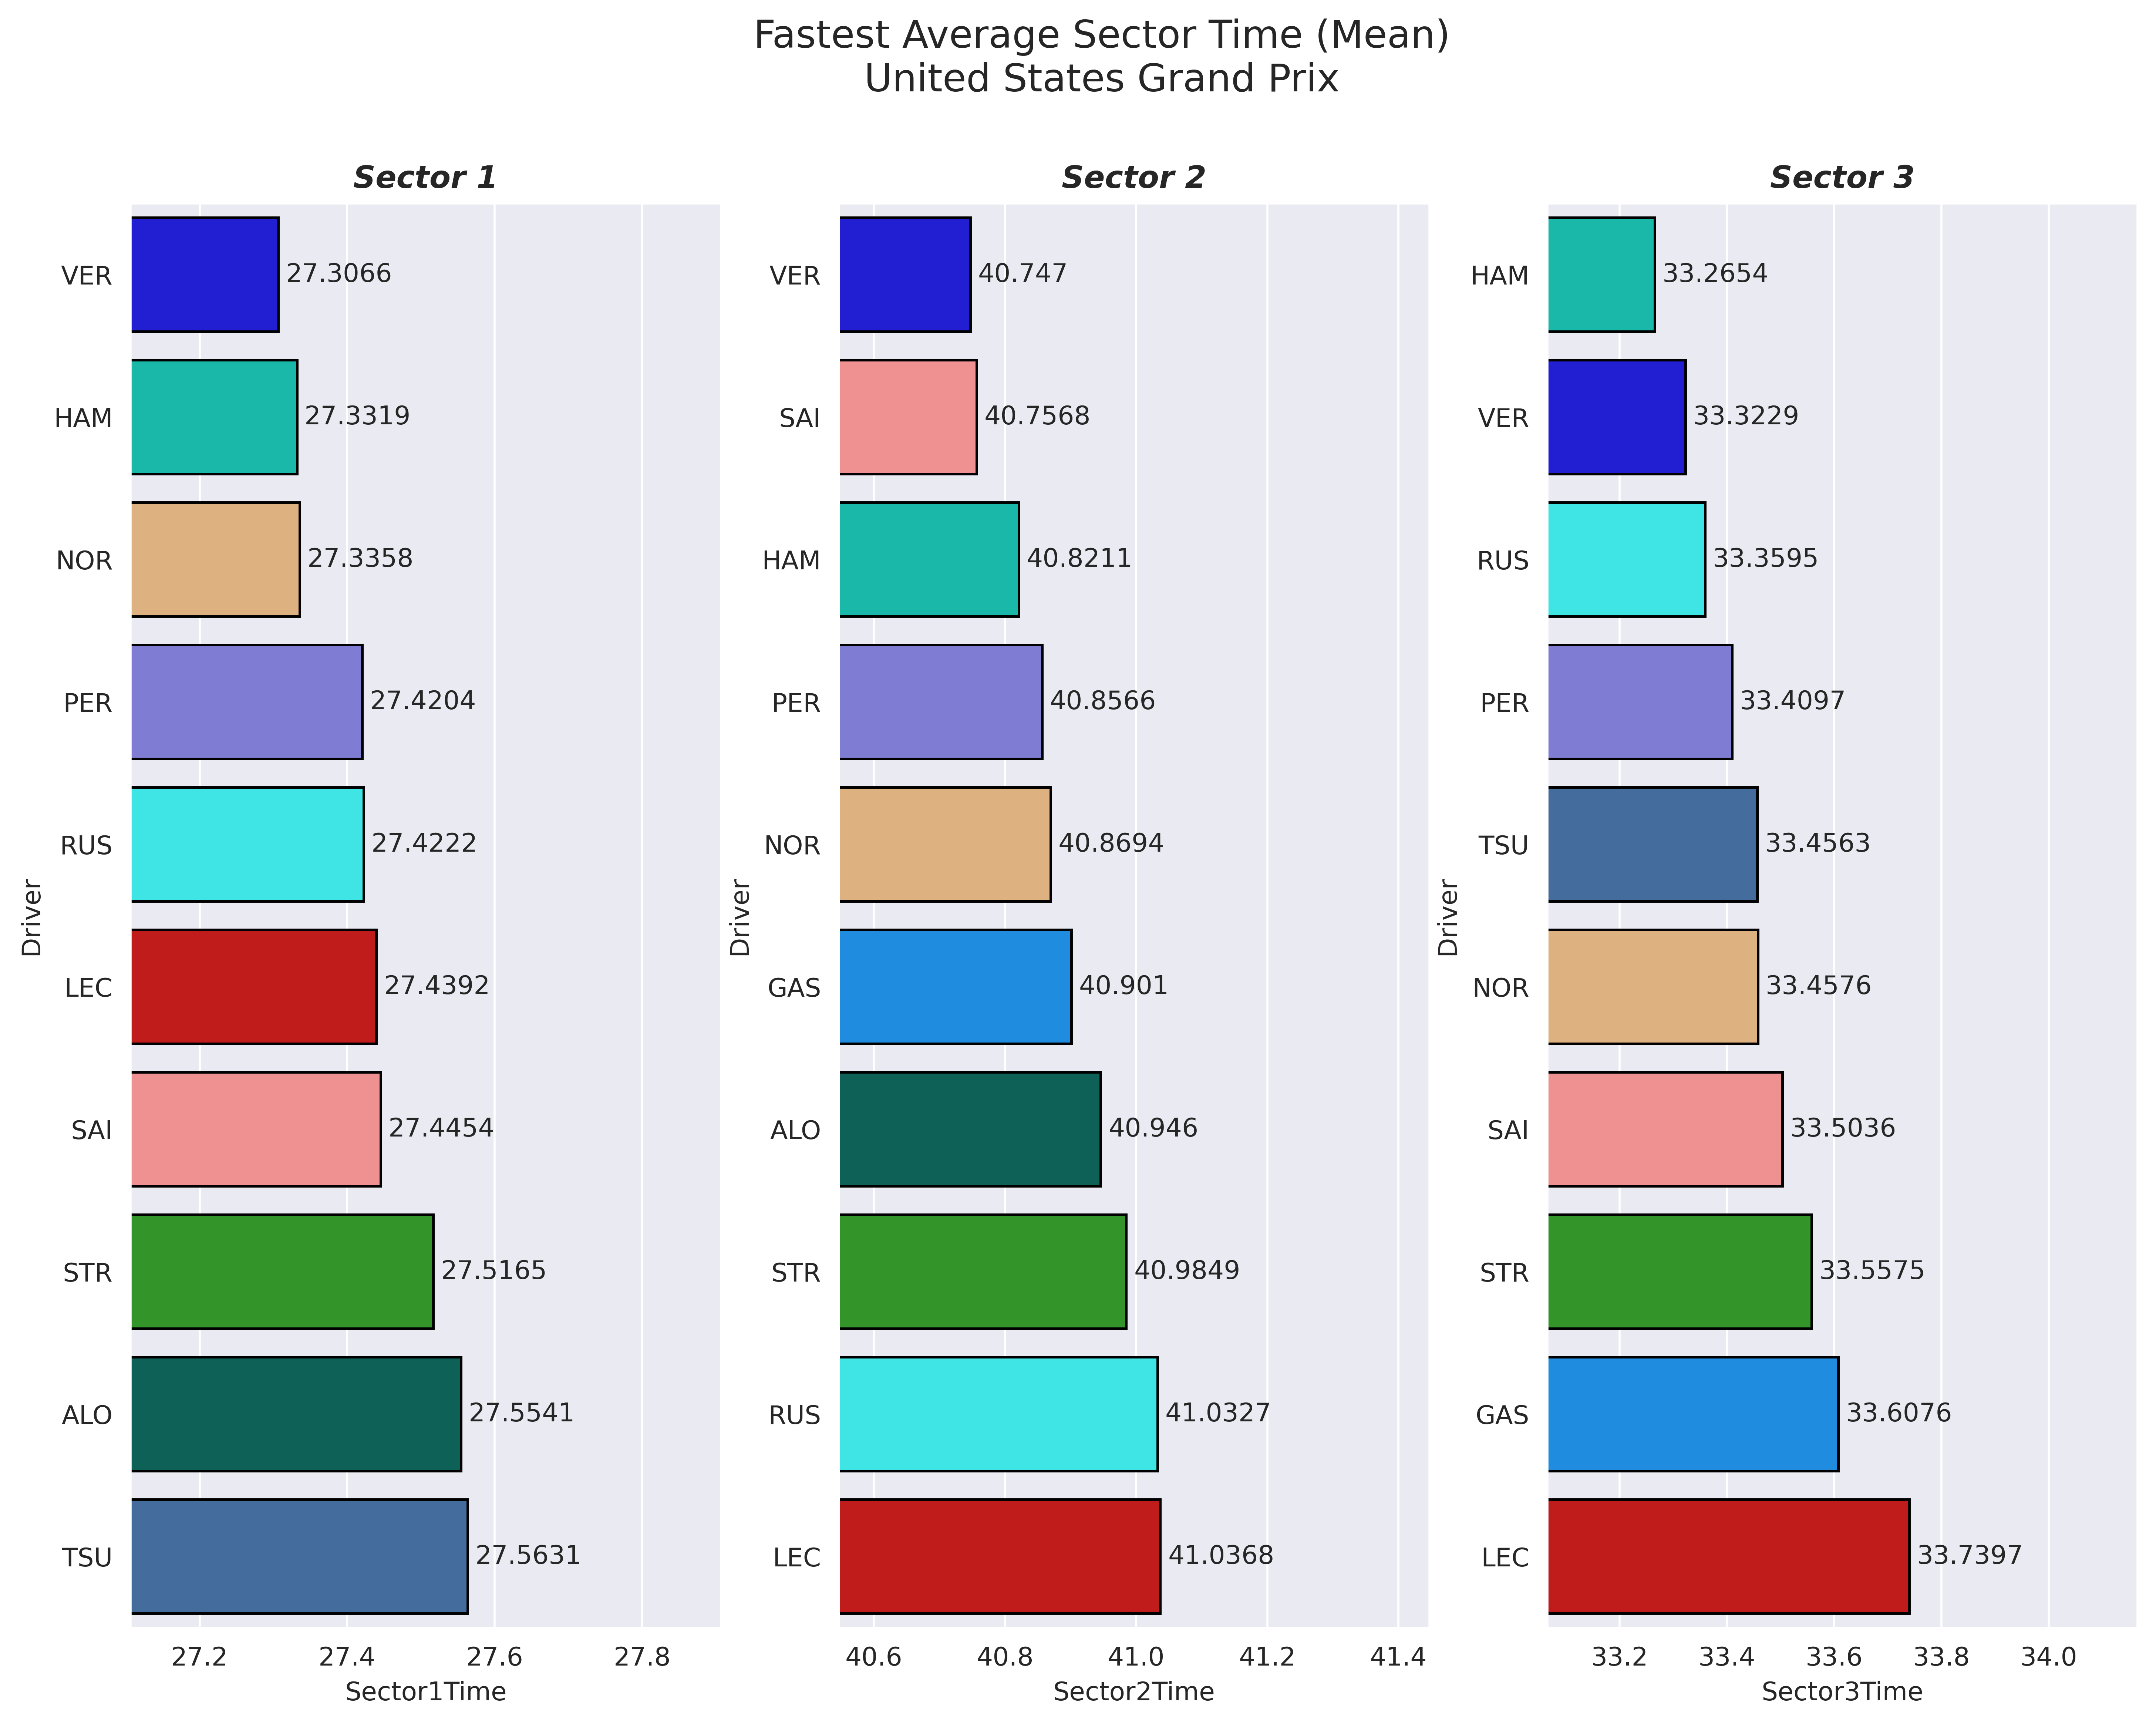 Fastest Average Sector Time (Mean)
United States Grand Prix
Sector 1
VER 27.3066
HAM 27.3319
NOR 27.3358
PER 27.4204
RUS 27.4222
LEC 27.4392
SAI 27.4454
STR 27.5165
ALO 27.5541
TSU 27.5631
Driver
27.2 27.4 27.6 27.8
Sector1Time
Sector 2
VER 40.747
SAI 40.7568
HAM 40.8211
PER 40.8566
NOR 40.8694
GAS 40.901
ALO 40.946
STR 40.9849
RUS 41.0327
LEC 41.0368
Driver
40.6 40.8 41.0 41.2 41.4
Sector2Time
Sector 3
HAM 33.2654
VER 33.3229
RUS 33.3595
PER 33.4097
TSU 33.4563
NOR 33.4576
SAI 33.5036
STR 33.5575
GAS 33.6076
LEC 33.7397
Driver
33.2 33.4 33.6 33.8 34.0
Sector3Time